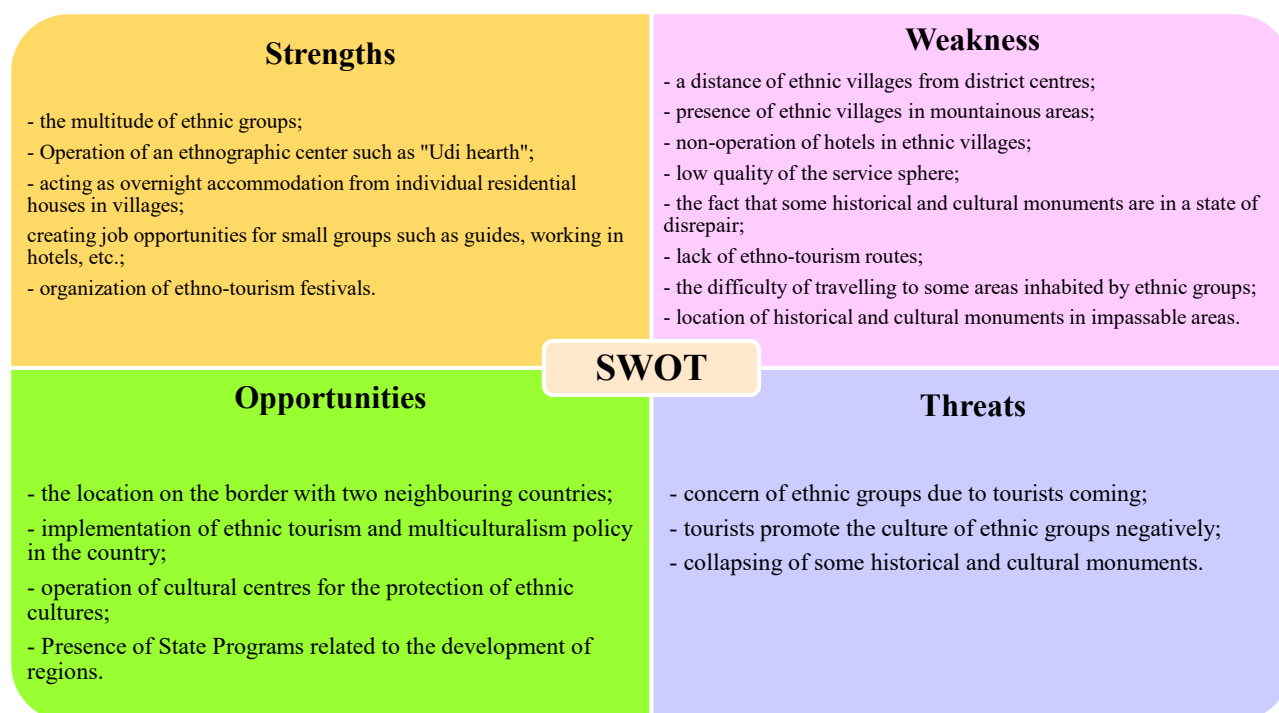 Strengths
- the multitude of ethnic groups;
- Operation of an ethnographic center such as "Udi hearth";
- acting as overnight accommodation from individual residential
houses in villages;
creating job opportunities for small groups such as guides, working in
hotels, etc.;
- organization of ethno-tourism festivals.
Weakness
- a distance of ethnic villages from district centres;
- presence of ethnic villages in mountainous areas;
- non-operation of hotels in ethnic villages;
- low quality of the service sphere;
- the fact that some historical and cultural monuments are in a state of
disrepair;
- lack of ethno-tourism routes;
- the difficulty of travelling to some areas inhabited by ethnic groups;
- location of historical and cultural monuments in impassable areas.
SWOT
Opportunities
- the location on the border with two neighbouring countries;
- implementation of ethnic tourism and multiculturalism policy
in the country;
- operation of cultural centres for the protection of ethnic
cultures;
- Presence of State Programs related to the development of
regions.
Threats
- concern of ethnic groups due to tourists coming;
- tourists promote the culture of ethnic groups negatively;
- collapsing of some historical and cultural monuments.